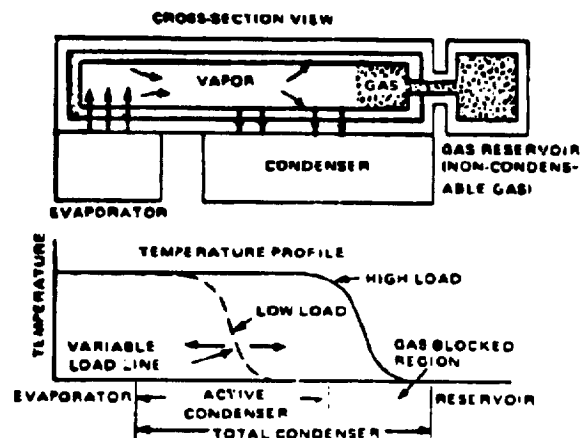 CROSS-SECTION VIEW
VAPOR
GAS
GAS RESERVOIR
(NON-CONDENS-
ABLE GAS)
CONDENSER
EVAPORATOR
TEMPERATURE PROFILE
TEMPERATURE
HIGH LOAD
LOW LOAD
VARIABLE
LOAD LINE
GAS BLOCKED
REGION
EVAPORATOR
ACTIVE
CONDENSER
RESERVOIR
TOTAL CONDENSER